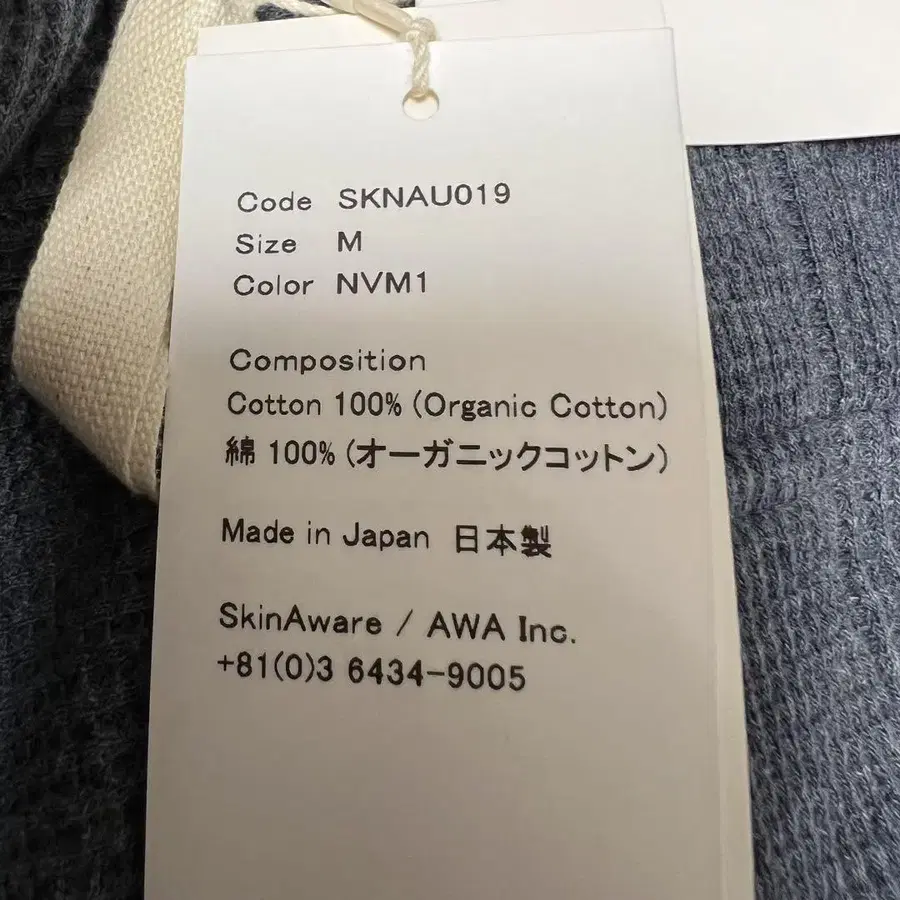 Code SKNAU019
Size M
Color NVM1
Composition
Cotton 100% (Organic Cotton)
綿 100% (オーガニックコットン)
Made in Japan 日本製
SkinAware / AWA Inc.
+81(0)3 6434-9005